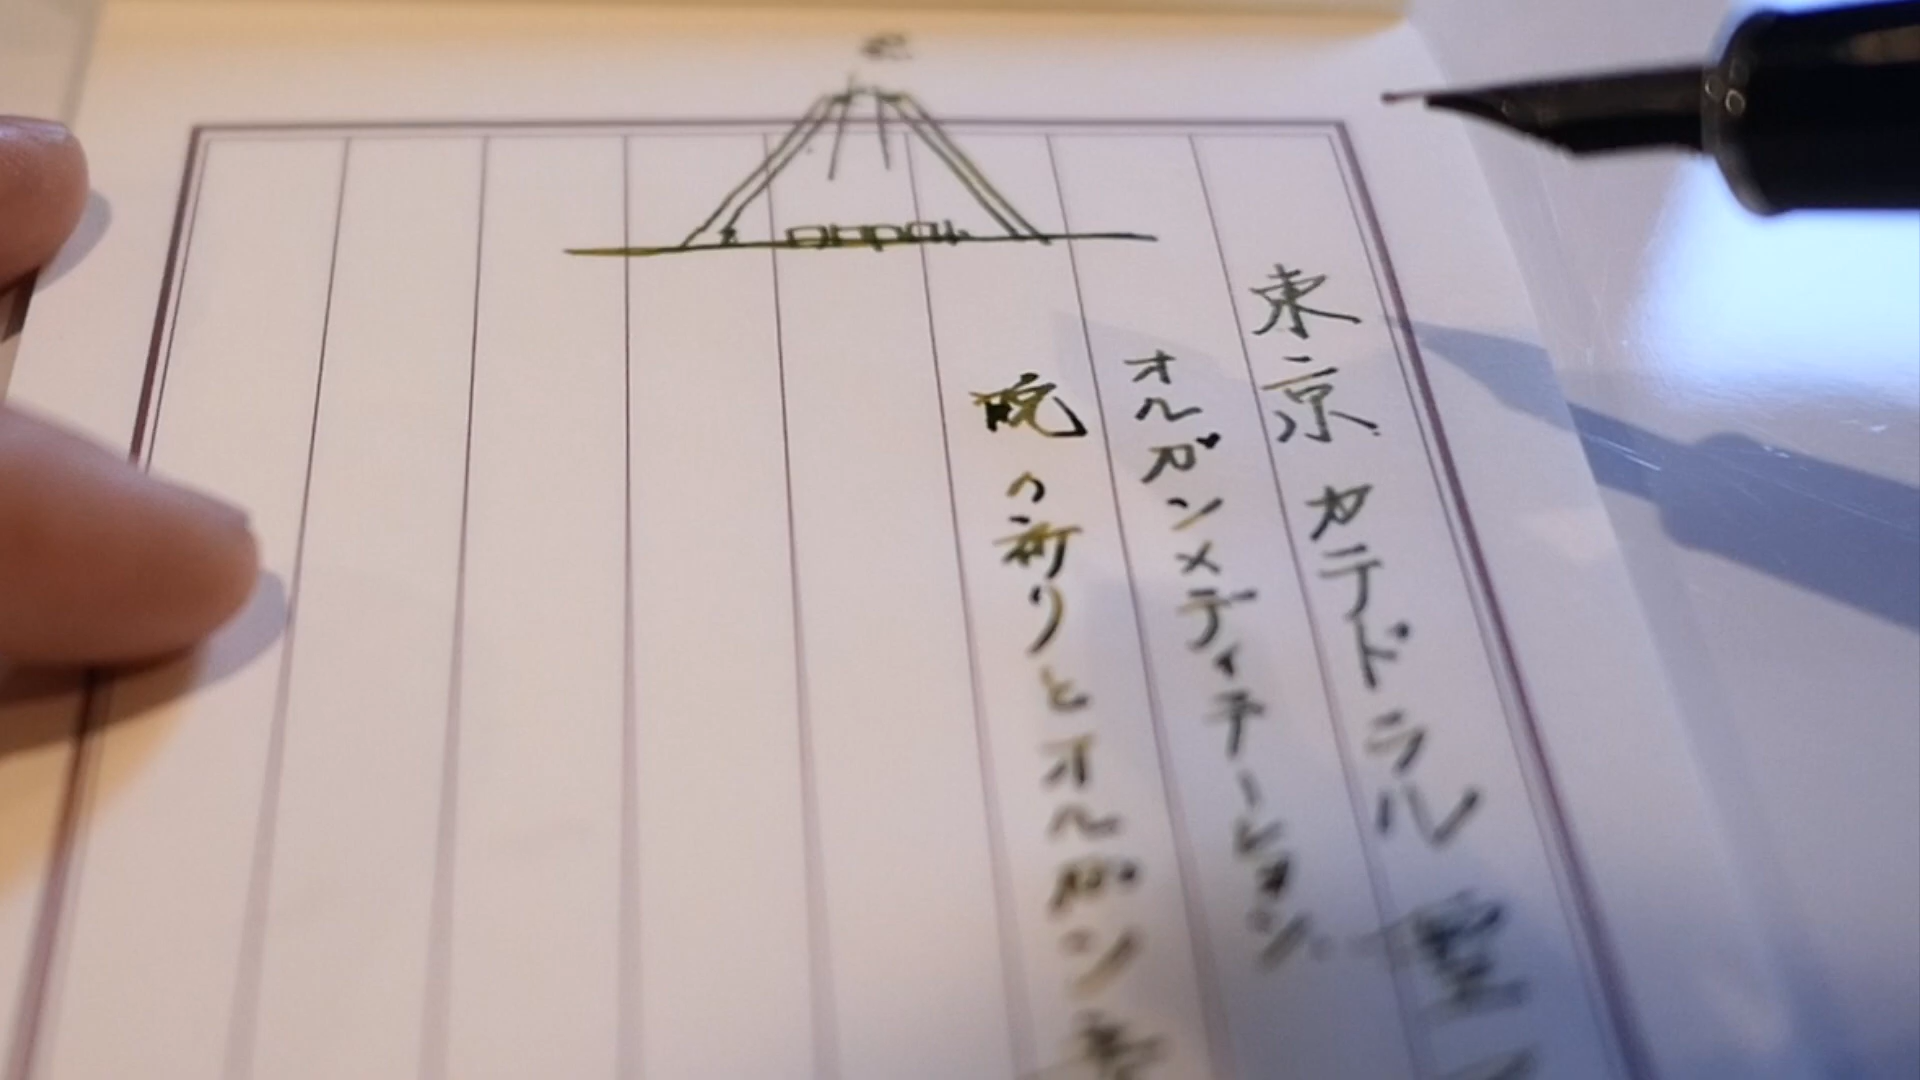 東京カテドラル聖
オルガンメディテーション
晩の祈りとオルガン音